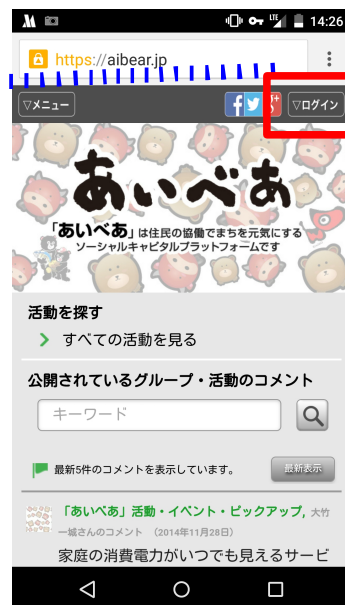 LTE 14:26
https://aibear.jp
▽メニュー f g+ ▽ログイン
あいべあ
「あいべあ」は住民の協働でまちを元気にする
ソーシャルキャピタルプラットフォームです
活動を探す
すべての活動を見る
公開されているグループ・活動のコメント
キーワード
最新5件のコメントを表示しています。 最新表示
「あいべあ」活動・イベント・ピックアップ, 大竹
一城さんのコメント (2014年11月28日)
家庭の消費電力がいつでも見えるサービ